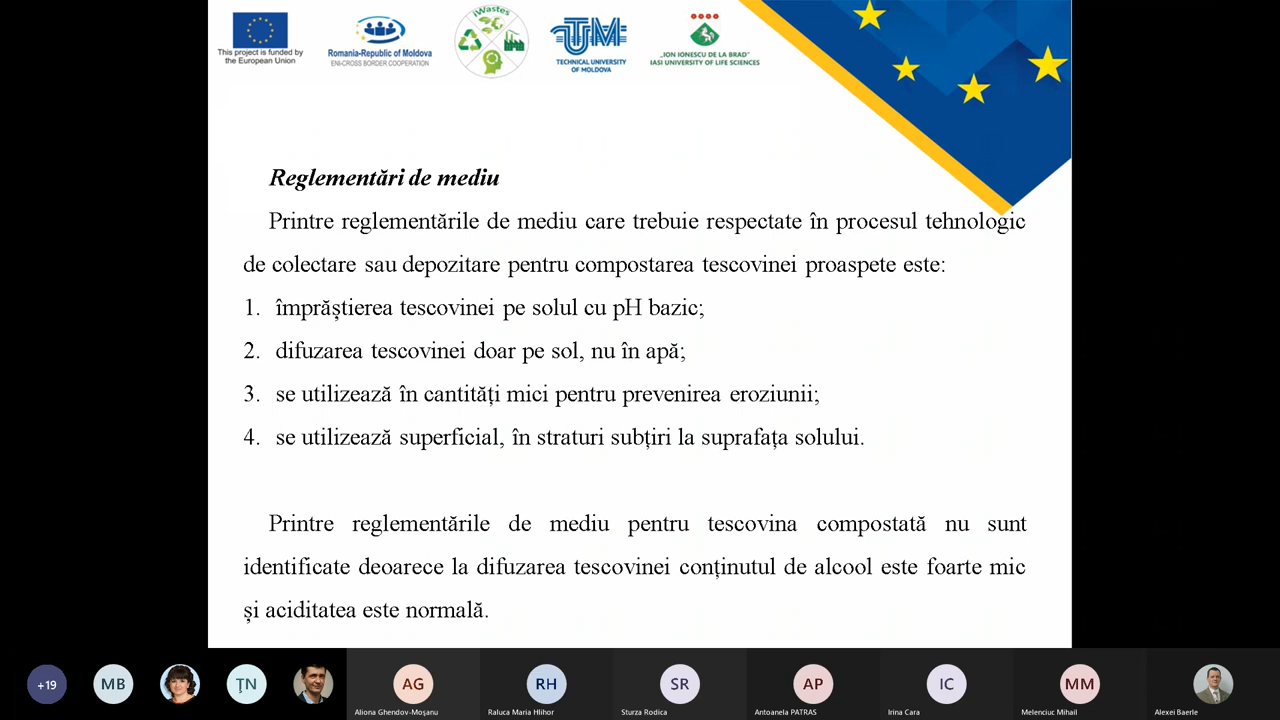 This project is funded by
the European Union
Romania-Republic of Moldova
ENI-CROSS BORDER COOPERATION
iWastes
UTM
TECHNICAL UNIVERSITY
OF MOLDOVA
„ION IONESCU DE LA BRAD”
IASI UNIVERSITY OF LIFE SCIENCES
Reglementări de mediu
Printre reglementările de mediu care trebuie respectate în procesul tehnologic
de colectare sau depozitare pentru compostarea tescovinei proaspete este:
1. împrăștierea tescovinei pe solul cu pH bazic;
2. difuzarea tescovinei doar pe sol, nu în apă;
3. se utilizează în cantități mici pentru prevenirea eroziunii;
4. se utilizează superficial, în straturi subțiri la suprafața solului.
Printre reglementările de mediu pentru tescovina compostată nu sunt
identificate deoarece la difuzarea tescovinei conținutul de alcool este foarte mic
și aciditatea este normală.
+19
MB
ŢN
AG
RH
SR
AP
IC
MM
Aliona Ghendov-Moşanu
Raluca Maria Hlihor
Sturza Rodica
Antoanela PATRAS
Irina Cara
Melenciuc Mihail
Alexei Baerle